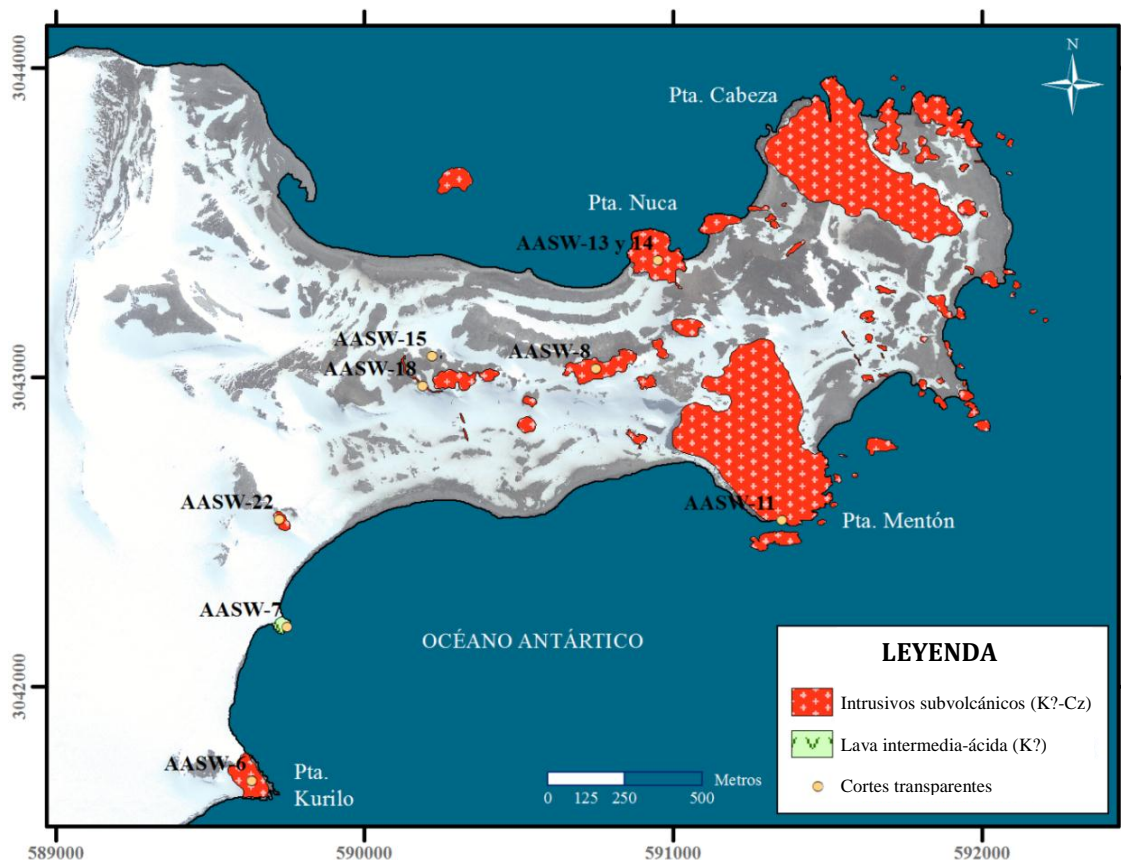 3044000
N
Pta. Cabeza
Pta. Nuca
AASW-13 y 14
AASW-15
AASW-8
3043000
AASW-18
AASW-22
AASW-11
Pta. Mentón
AASW-7
OCÉANO ANTÁRTICO
LEYENDA
Intrusivos subvolcánicos (K?-Cz)
Lava intermedia-ácida (K?)
Cortes transparentes
3042000
AASW-6
Pta.
Kurilo
Metros
0 125 250 500
589000 590000 591000 592000